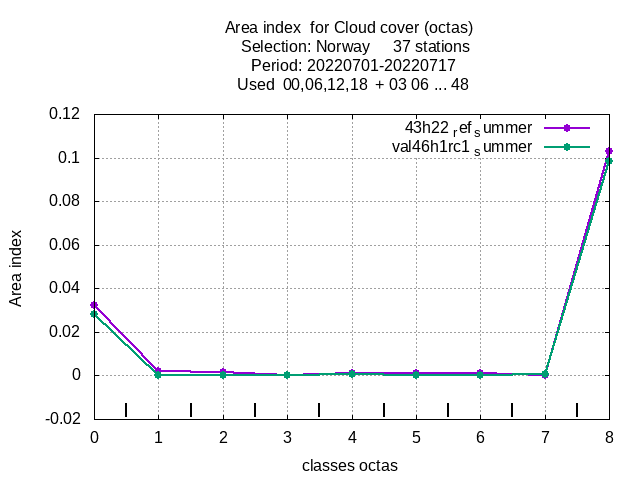 Area index for Cloud cover (octas)
Selection: Norway 37 stations
Period: 20220701-20220717
Used 00,06,12,18 + 03 06 ... 48
43h22 ref summer
val46h1rc1 summer
0.12
0.1
0.08
0.06
0.04
0.02
0
-0.02
Area index
0 1 2 3 4 5 6 7 8
classes octas